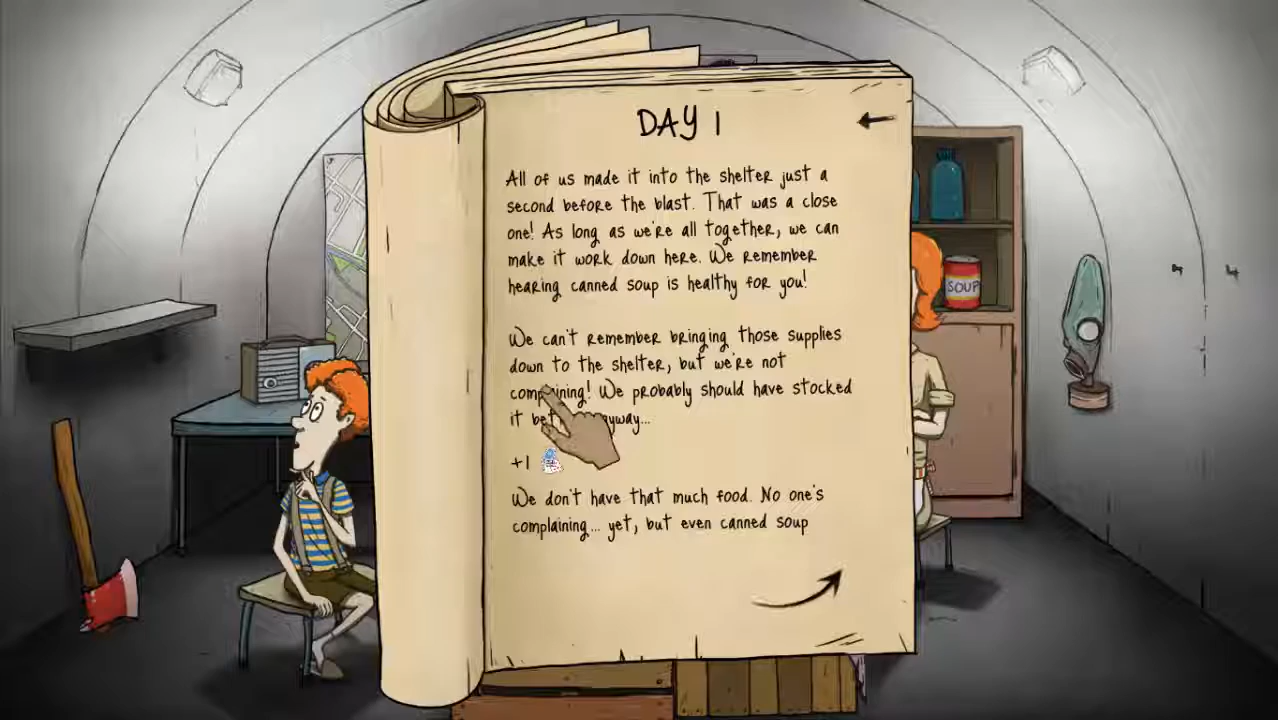 DAY 1
All of us made it into the shelter just a
second before the blast. That was a close
one! As long as we're all together, we can
make it work down here. We remember
hearing canned soup is healthy for you!
We can't remember bringing those supplies
down to the shelter, but we're not
complaining! We probably should have stocked
it
+1
We don't have that much food. No one's
complaining... yet, but even canned soup
SOUP